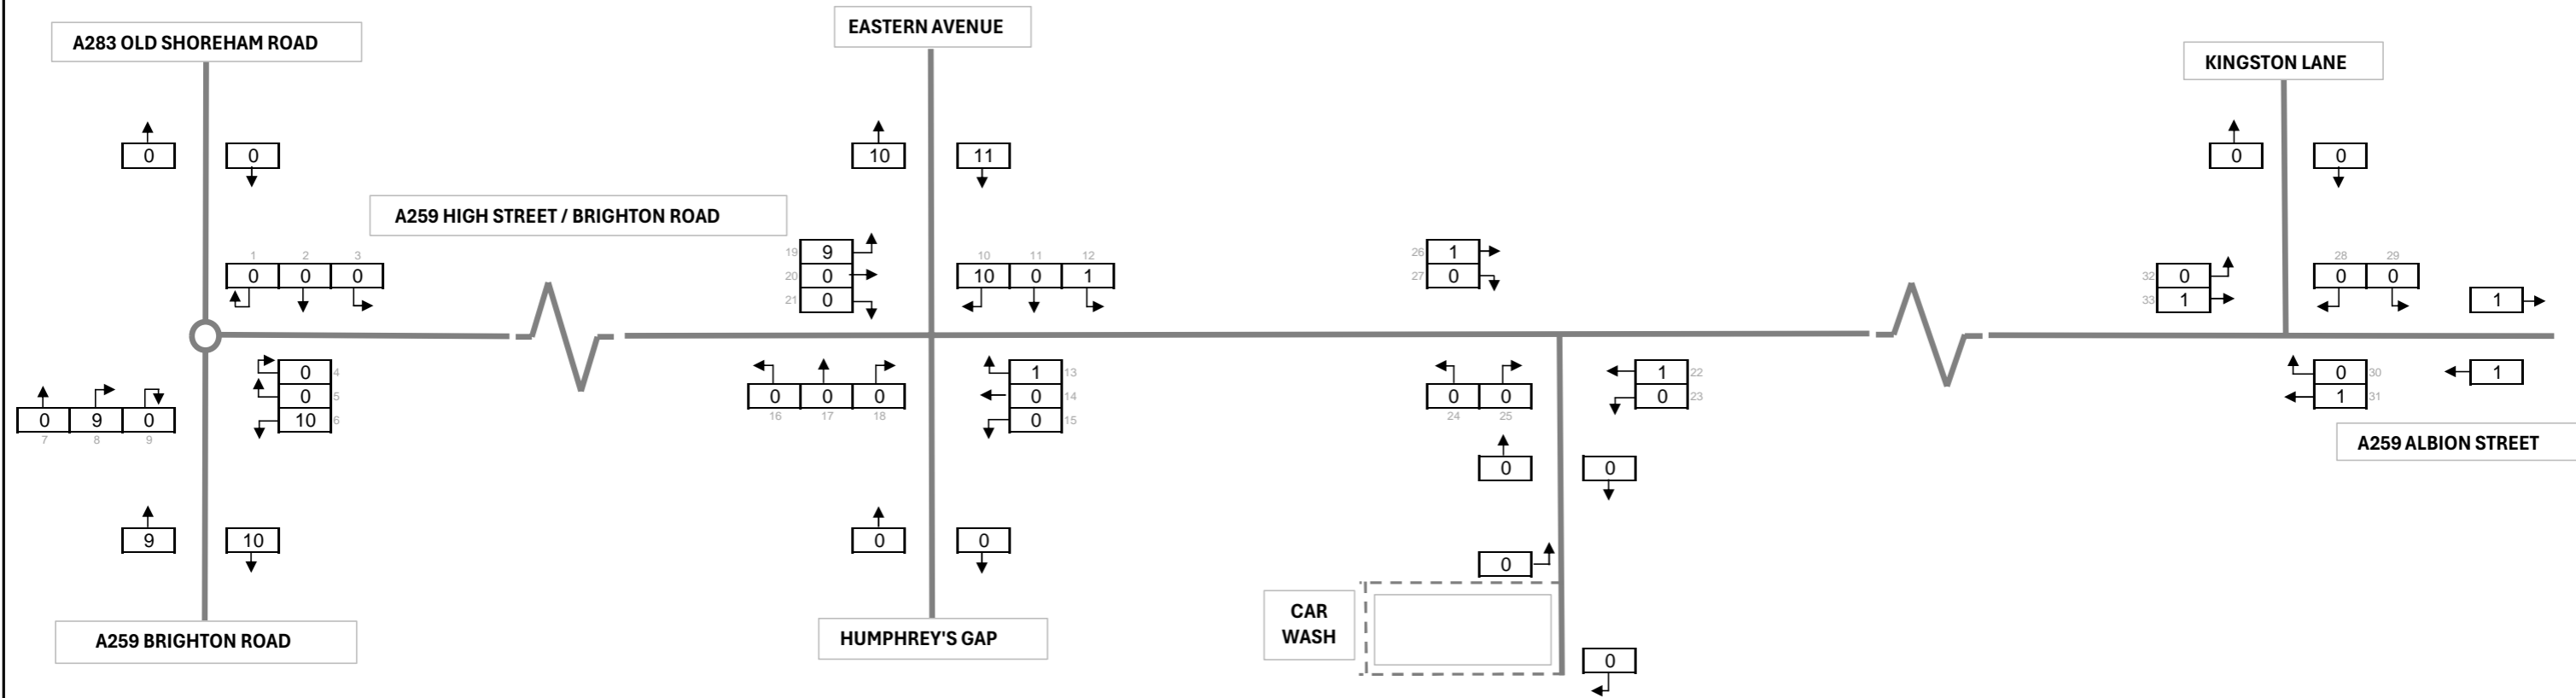 EASTERN AVENUE
A283 OLD SHOREHAM ROAD
KINGSTON LANE
0 0 10 11 0 0
A259 HIGH STREET / BRIGHTON ROAD
19 9
20 0
21 0
1 2 3
0 0 0
10 11 12
10 0 1
26 1
27 0
32 0
33 1
28 29
0 0
1
0 4
0 5
10 6
0 9 0
7 8 9
0 0 0
16 17 18
1 13
0 14
0 15
0 0
24 25
1 22
0 23
0 30
1 31
1
A259 ALBION STREET
0 0
9 10
0 0
0
CAR
WASH
A259 BRIGHTON ROAD
HUMPHREY'S GAP
0